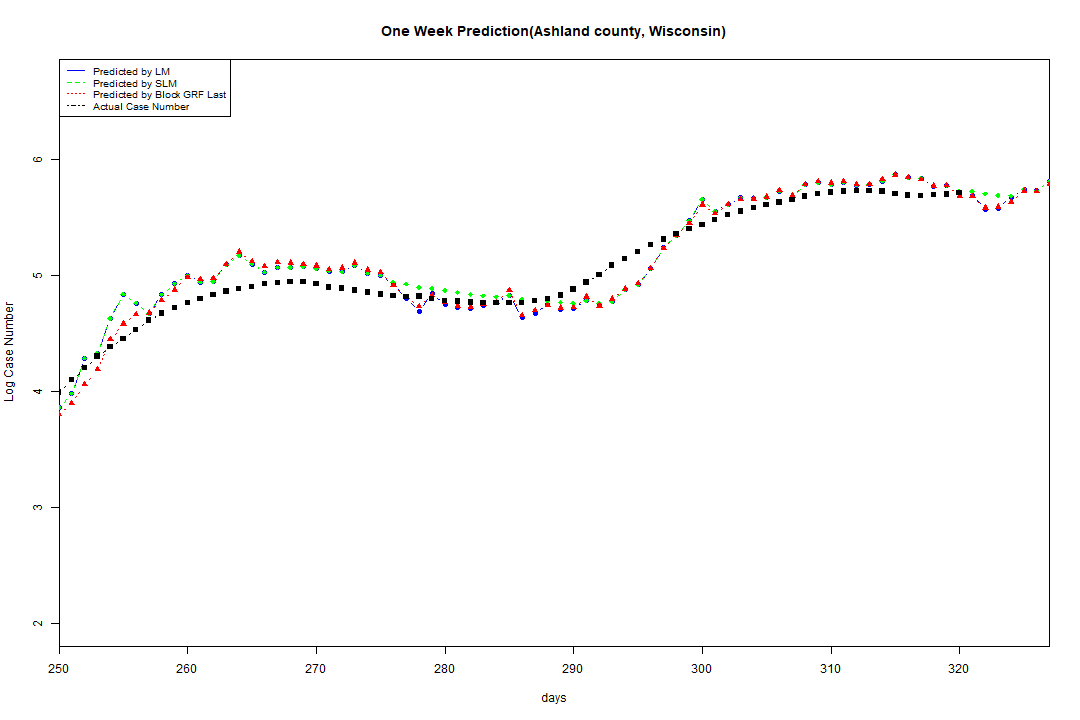 One Week Prediction(Ashland county, Wisconsin)
Predicted by LM
Predicted by SLM
Predicted by Block GRF Last
Actual Case Number
6
5
4
3
2
Log Case Number
250
260
270
280
290
300
310
320
days